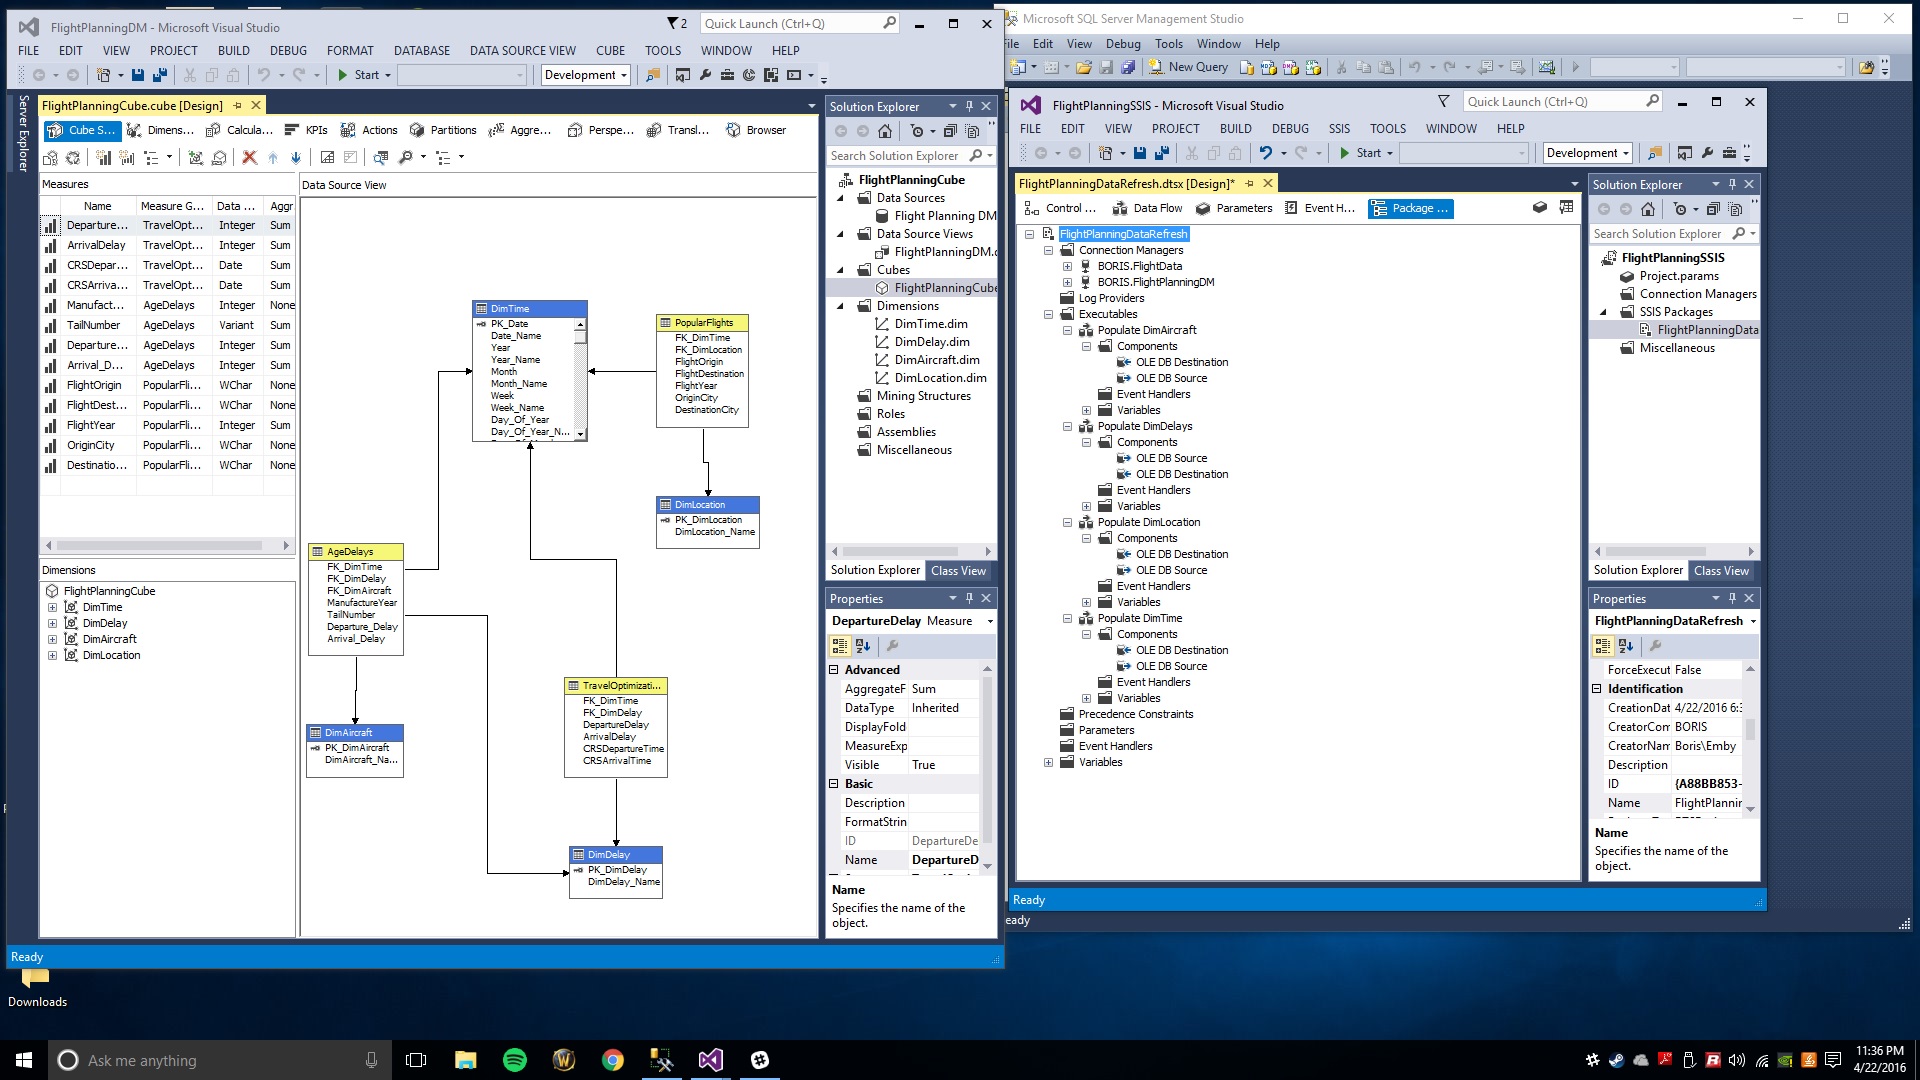 FlightPlanningDM - Microsoft Visual Studio
2
Quick Launch (Ctrl+Q)
FILE EDIT VIEW PROJECT BUILD DEBUG FORMAT DATABASE DATA SOURCE VIEW CUBE TOOLS WINDOW HELP
Start Development
Server Explorer
FlightPlanningCube.cube [Design]
Cube S... Dimens... Calcula... KPIs Actions Partitions Aggre... Perspe... Transl... Browser
Measures
Name Measure G... Data ... Aggr
Departure... TravelOpt... Integer Sum
ArrivalDelay TravelOpt... Integer Sum
CRSDepar... TravelOpt... Date Sum
CRSArriva... TravelOpt... Date Sum
Manufact... AgeDelays Integer None
TailNumber AgeDelays Variant Sum
Departure... AgeDelays Integer Sum
Arrival_D... AgeDelays Integer Sum
FlightOrigin PopularFli... WChar None
FlightDest... PopularFli... WChar None
FlightYear PopularFli... Integer Sum
OriginCity PopularFli... WChar None
Destinatio... PopularFli... WChar None
Dimensions
FlightPlanningCube
DimTime
DimDelay
DimAircraft
DimLocation
Data Source View
DimTime
PK_Date
Date_Name
Year
Year_Name
Month
Month_Name
Week
Week_Name
Day_Of_Year
Day_Of_Year_N...
PopularFlights
FK_DimTime
FK_DimLocation
FlightOrigin
FlightDestination
FlightYear
OriginCity
DestinationCity
DimLocation
PK_DimLocation
DimLocation_Name
AgeDelays
FK_DimTime
FK_DimDelay
FK_DimAircraft
ManufactureYear
TailNumber
Departure_Delay
Arrival_Delay
TravelOptimizati...
FK_DimTime
FK_DimDelay
DepartureDelay
ArrivalDelay
CRSDepartureTime
CRSArrivalTime
DimAircraft
PK_DimAircraft
DimAircraft_Na...
DimDelay
PK_DimDelay
DimDelay_Name
Solution Explorer
Search Solution Explorer
FlightPlanningCube
Data Sources
Flight Planning DM
Data Source Views
FlightPlanningDM.
Cubes
FlightPlanningCube
Dimensions
DimTime.dim
DimDelay.dim
DimAircraft.dim
DimLocation.dim
Mining Structures
Roles
Assemblies
Miscellaneous
Solution Explorer Class View
Properties
DepartureDelay Measure
Advanced
AggregateF Sum
DataType Inherited
DisplayFold
MeasureExp
Visible True
Basic
Description
FormatStrin
ID DepartureDe
Name DepartureD
Name
Specifies the name of the
object.
Ready
Microsoft SQL Server Management Studio
ile Edit View Debug Tools Window Help
New Query
FlightPlanningSSIS - Microsoft Visual Studio
Quick Launch (Ctrl+Q)
FILE EDIT VIEW PROJECT BUILD DEBUG SSIS TOOLS WINDOW HELP
Start Development
FlightPlanningDataRefresh.dtsx [Design]*
Control ... Data Flow Parameters Event H... Package ...
FlightPlanningDataRefresh
Connection Managers
BORIS.FlightData
BORIS.FlightPlanningDM
Log Providers
Executables
Populate DimAircraft
Components
OLE DB Destination
OLE DB Source
Event Handlers
Variables
Populate DimDelays
Components
OLE DB Source
OLE DB Destination
Event Handlers
Variables
Populate DimLocation
Components
OLE DB Destination
OLE DB Source
Event Handlers
Variables
Populate DimTime
Components
OLE DB Destination
OLE DB Source
Event Handlers
Variables
Precedence Constraints
Parameters
Event Handlers
Variables
Solution Explorer
Search Solution Explorer
FlightPlanningSSIS
Project.params
Connection Managers
SSIS Packages
FlightPlanningData
Miscellaneous
Solution Explorer Class View
Properties
FlightPlanningDataRefresh
ForceExecut False
Identification
CreationDat 4/22/2016 6:3
CreatorCom BORIS
CreatorNam Boris\Emby
Description
ID {A88BB853-
Name FlightPlannin
Name
Specifies the name of the
object.
Ready
eady
Downloads
Ask me anything
11:36 PM
4/22/2016